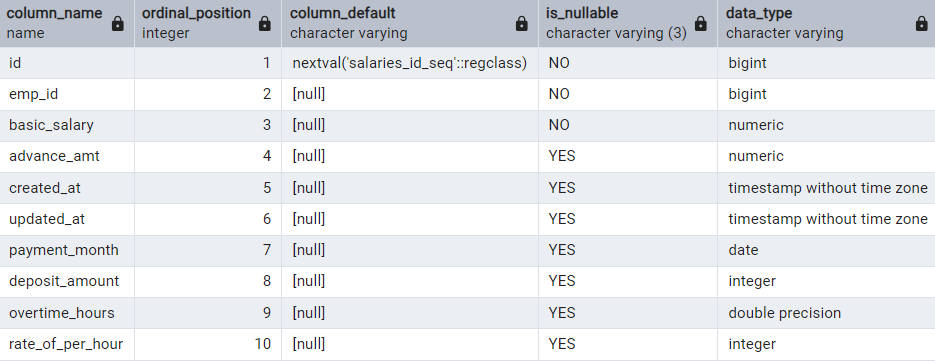 column_name ordinal_position column_default is_nullable data_type
name integer character varying character varying (3) character varying
id 1 nextval('salaries_id_seq'::regclass) NO bigint
emp_id 2 [null] NO bigint
basic_salary 3 [null] NO numeric
advance_amt 4 [null] YES numeric
created_at 5 [null] YES timestamp without time zone
updated_at 6 [null] YES timestamp without time zone
payment_month 7 [null] YES date
deposit_amount 8 [null] YES integer
overtime_hours 9 [null] YES double precision
rate_of_per_hour 10 [null] YES integer